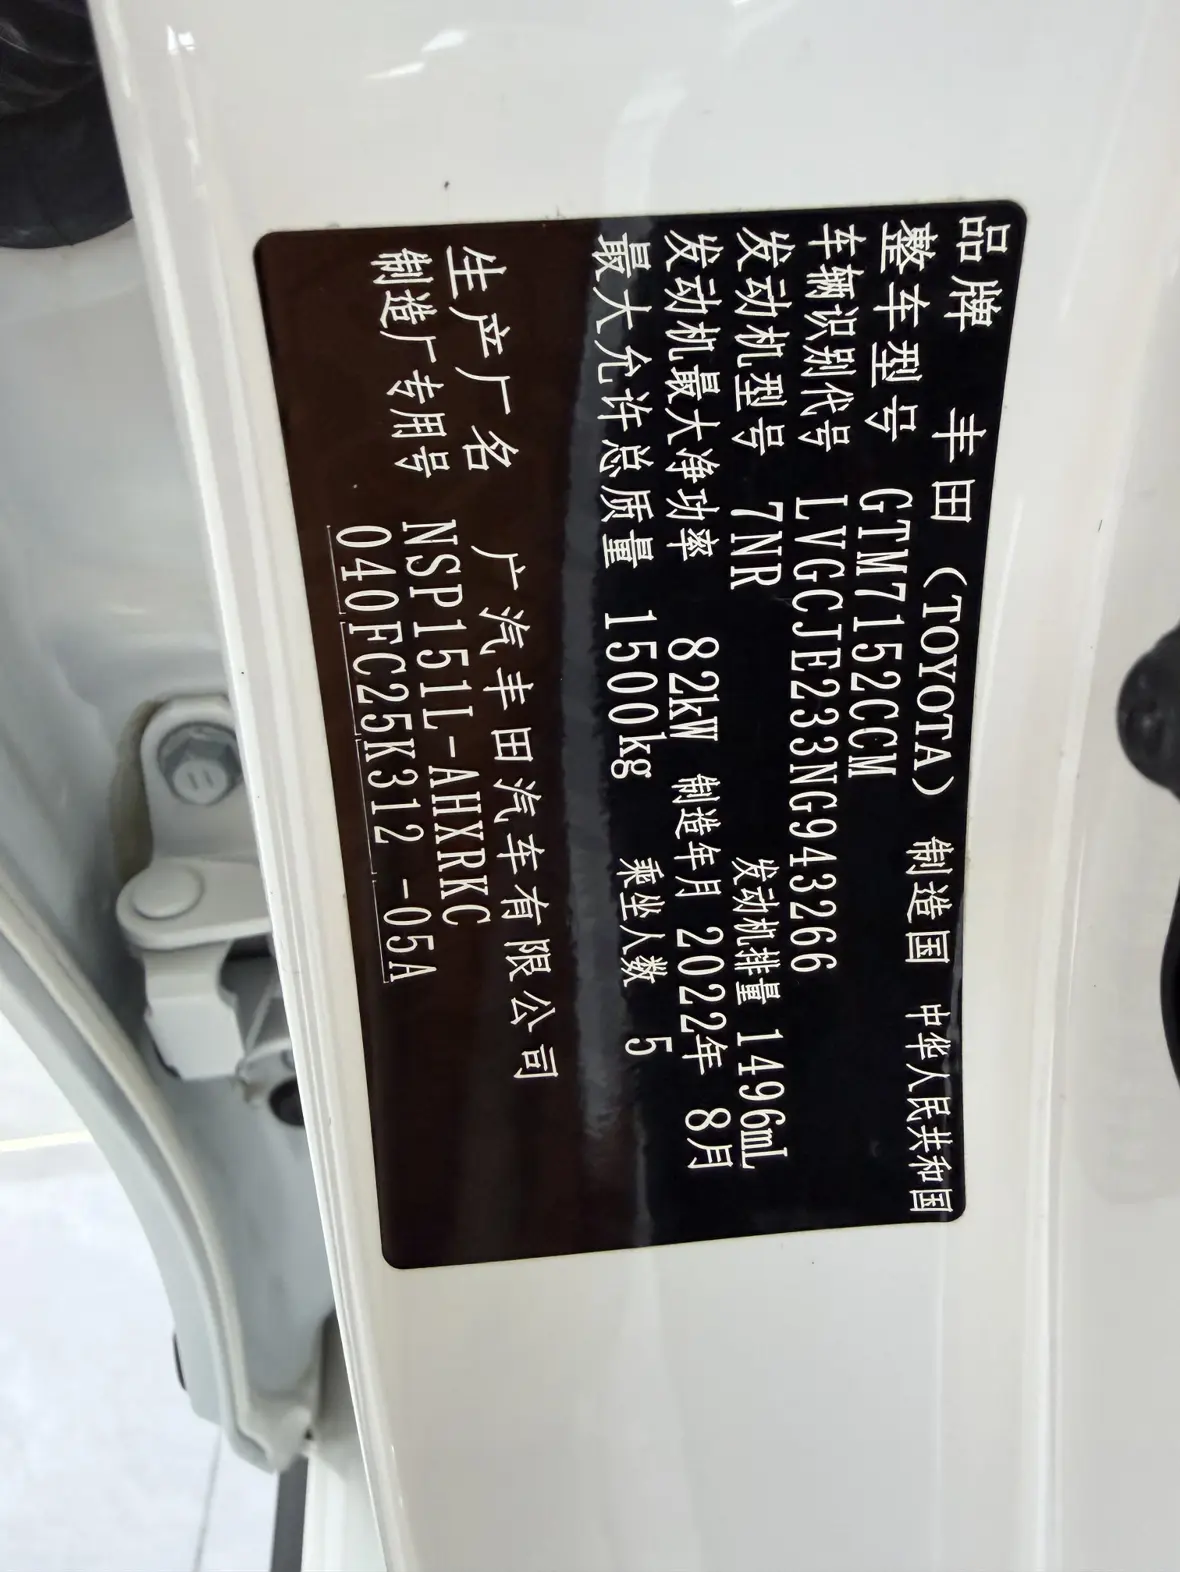 品牌 丰田 (TOYOTA) 制造国 中华人民共和国
整车型号 GTM7152CCM
车辆识别代号 LVGCJE233NG943266
发动机型号 7NR 发动机排量 1496mL
发动机最大净功率 82kW 制造年月 2022年 8月
最大允许总质量 1500kg 乘坐人数 5
生产厂名 广汽丰田汽车有限公司
制造厂专用号 NSP151L-AHXRKC
040FC25K312 -05A